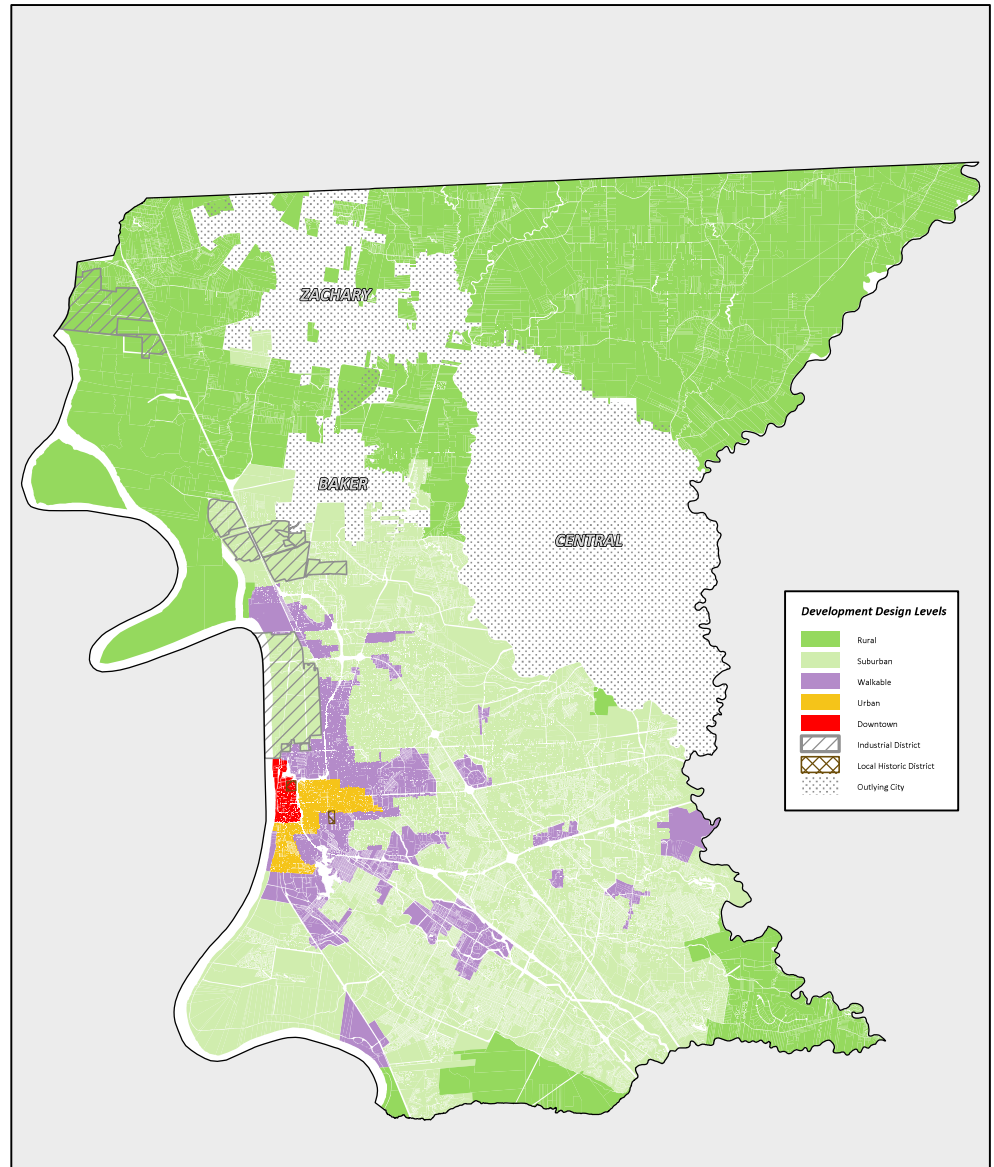 ZACHARY
BAKER
CENTRAL
Development Design Levels
Rural
Suburban
Walkable
Urban
Downtown
Industrial District
Local Historic District
Outlying City